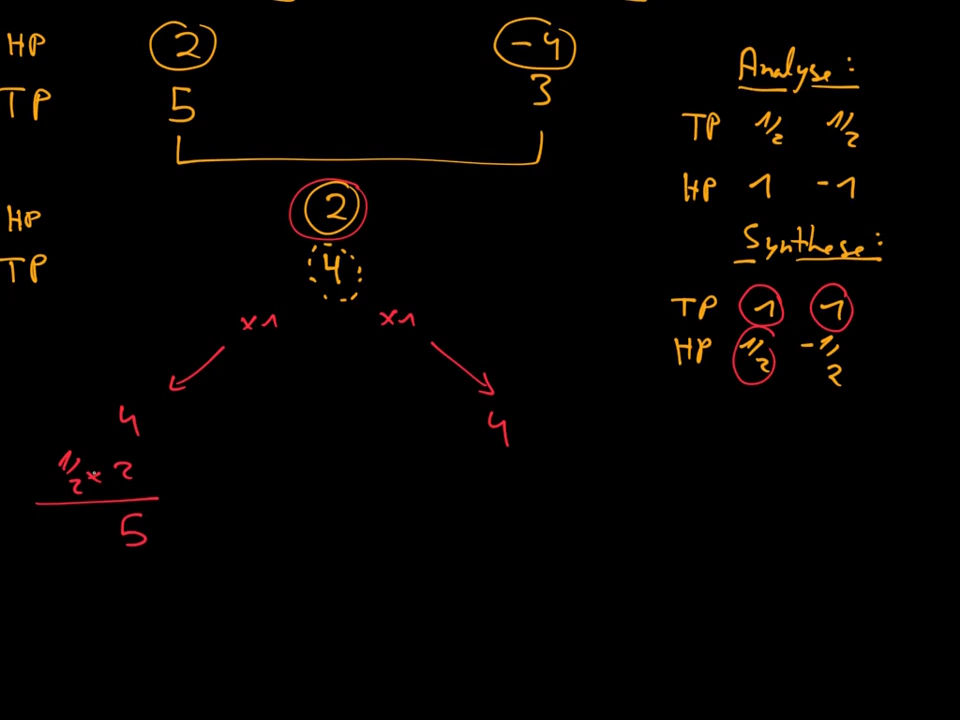 HP 2 -4
TP 5 3
HP 2
TP 4
x1 x1
4 4
1/2 x 2
5
Analyse:
TP 1/2 1/2
HP 1 -1
Synthese:
TP 1 1
HP 1/2 -1/2